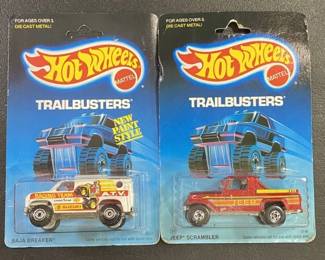 FOR AGES OVER 3
DIE CAST METAL!
Hot Wheels
MATTEL
TRAILBUSTERS
NEW
PAINT
STYLE
RACING TEAM
BAJA BREAKER
FOR AGES OVER 3
DIE CAST METAL!
Hot Wheels
MATTEL
TRAILBUSTERS
JEEP
JEEP SCRAMBLER